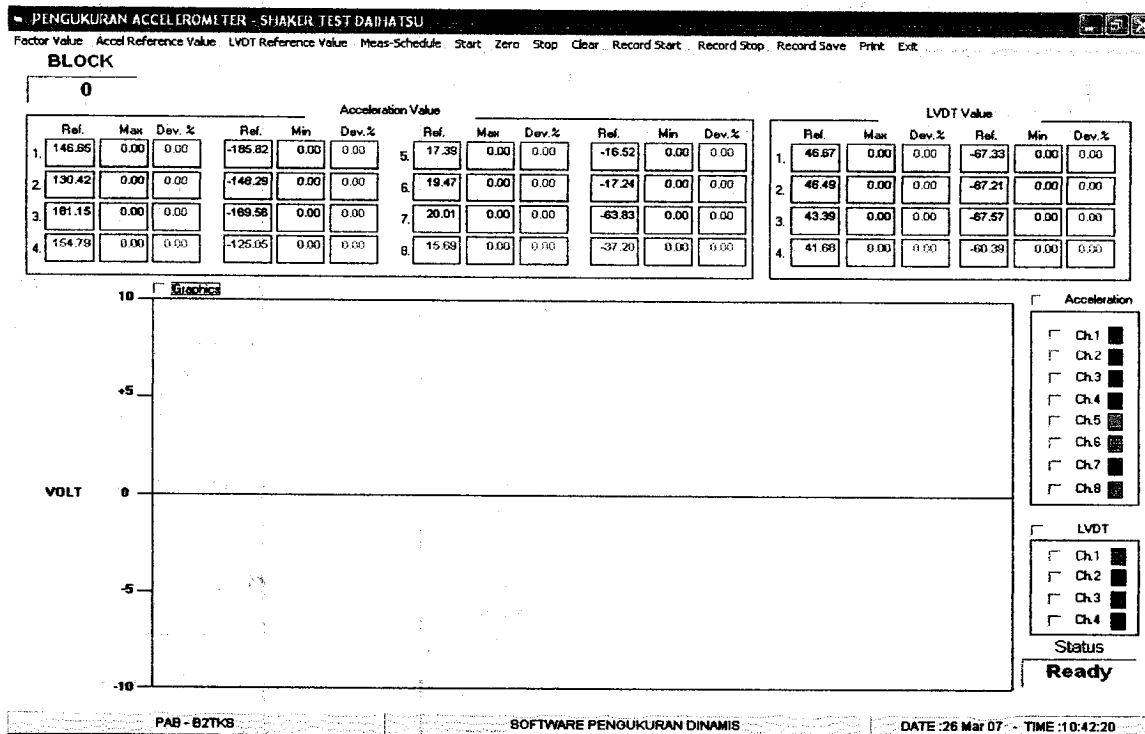 PENGUKURAN ACCELEROMETER - SHAKER TEST DAIHATSU
Factor Value Accel Reference Value LVDT Reference Value Meas-Schedule Start Zero Stop Clear Record Start Record Stop Record Save Print Exit
BLOCK
0
Acceleration Value
Ref. Max Dev. % Ref. Min Dev.% Ref. Max Dev.% Ref. Min Dev.%
1. 146.65 0.00 0.00 -185.82 0.00 0.00 5. 17.39 0.00 0.00 -16.52 0.00 0.00
2. 130.42 0.00 0.00 -148.29 0.00 0.00 6. 19.47 0.00 0.00 -17.24 0.00 0.00
3. 161.15 0.00 0.00 -169.56 0.00 0.00 7. 20.01 0.00 0.00 -63.83 0.00 0.00
4. 154.79 0.00 0.00 -125.05 0.00 0.00 8. 15.69 0.00 0.00 -37.20 0.00 0.00
LVDT Value
Ref. Max Dev.% Ref. Min Dev.%
1. 46.67 0.00 0.00 -67.33 0.00 0.00
2. 46.49 0.00 0.00 -67.21 0.00 0.00
3. 43.39 0.00 0.00 -67.57 0.00 0.00
4. 41.68 0.00 0.00 -60.39 0.00 0.00
Graphics
10
+5
VOLT 0
-5
-10
Acceleration
Ch.1
Ch.2
Ch.3
Ch.4
Ch.5
Ch.6
Ch.7
Ch.8
LVDT
Ch.1
Ch.2
Ch.3
Ch.4
Status
Ready
PAB - B2TKS SOFTWARE PENGUKURAN DINAMIS DATE :26 Mar 07 - TIME :10:42:20